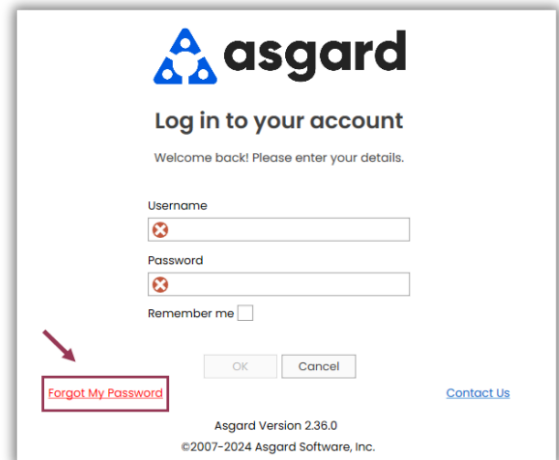 asgard
Log in to your account
Welcome back! Please enter your details.
Username
Password
Remember me
OK Cancel
Forgot My Password Contact Us
Asgard Version 2.36.0
©2007-2024 Asgard Software, Inc.